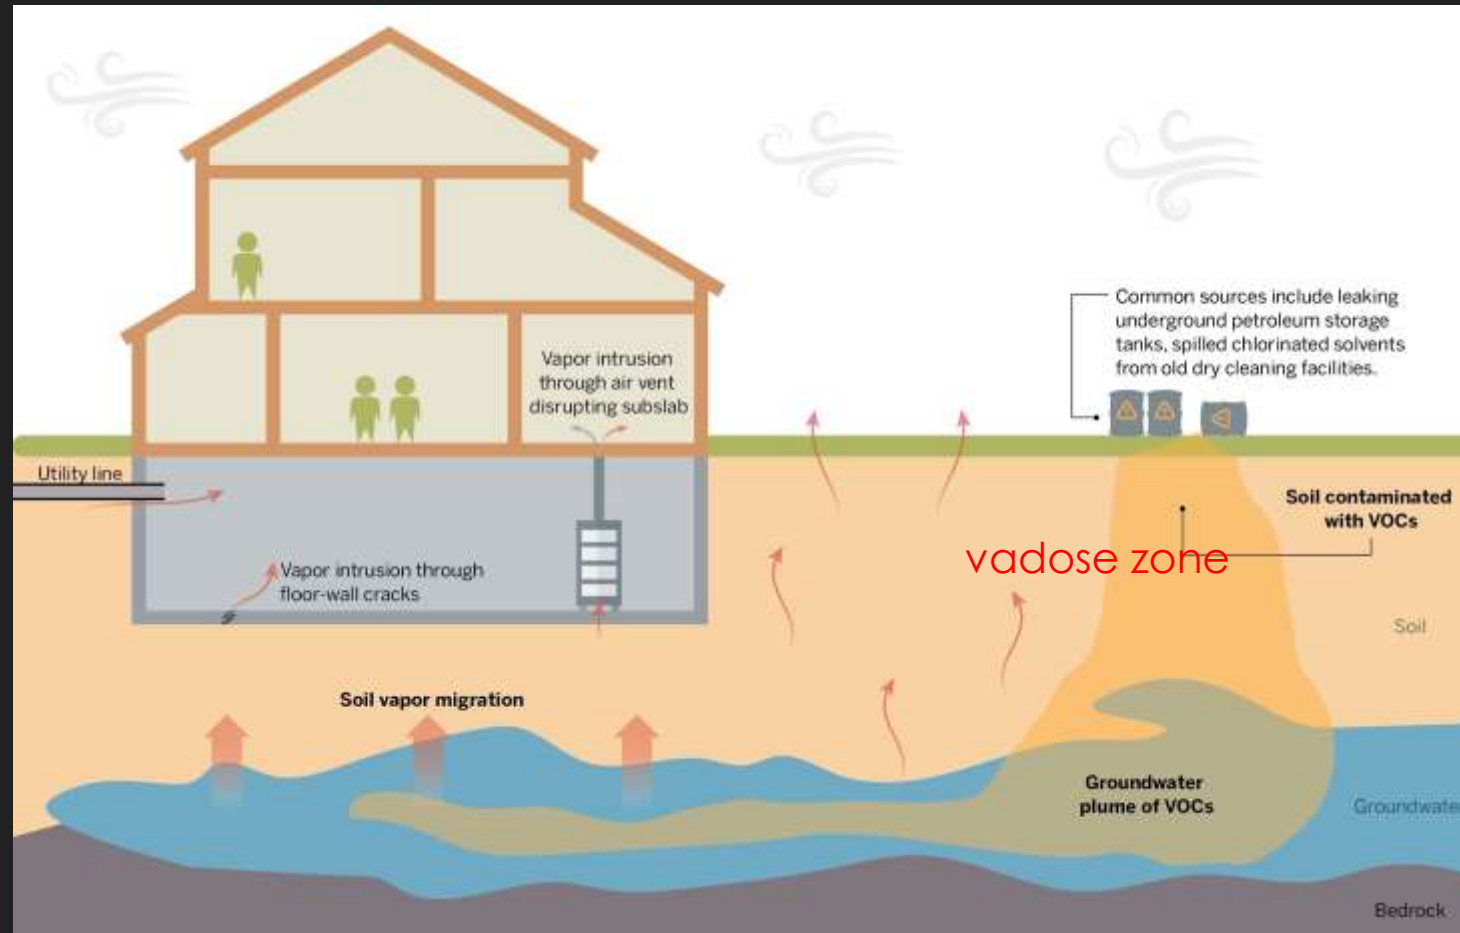 Common sources include leaking
underground petroleum storage
tanks, spilled chlorinated solvents
from old dry cleaning facilities.
Vapor intrusion
through air vent
disrupting subslab
Utility line
Soil contaminated
with VOCs
vadose zone
Vapor intrusion through
floor-wall cracks
Soil
Soil vapor migration
Groundwater
plume of VOCs
Groundwate
Bedrock